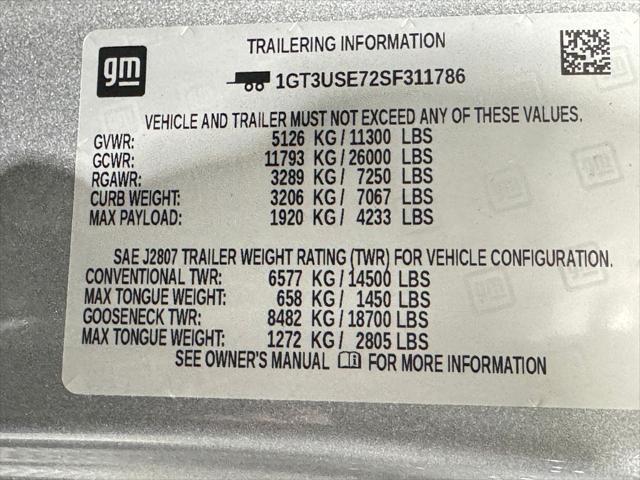 gm
TRAILERING INFORMATION
1GT3USE72SF311786
VEHICLE AND TRAILER MUST NOT EXCEED ANY OF THESE VALUES.
GVWR: 5126 KG / 11300 LBS
GCWR: 11793 KG / 26000 LBS
RGAWR: 3289 KG / 7250 LBS
CURB WEIGHT: 3206 KG / 7067 LBS
MAX PAYLOAD: 1920 KG / 4233 LBS
SAE J2807 TRAILER WEIGHT RATING (TWR) FOR VEHICLE CONFIGURATION.
CONVENTIONAL TWR: 6577 KG / 14500 LBS
MAX TONGUE WEIGHT: 658 KG / 1450 LBS
GOOSENECK TWR: 8482 KG / 18700 LBS
MAX TONGUE WEIGHT: 1272 KG / 2805 LBS
SEE OWNER'S MANUAL FOR MORE INFORMATION